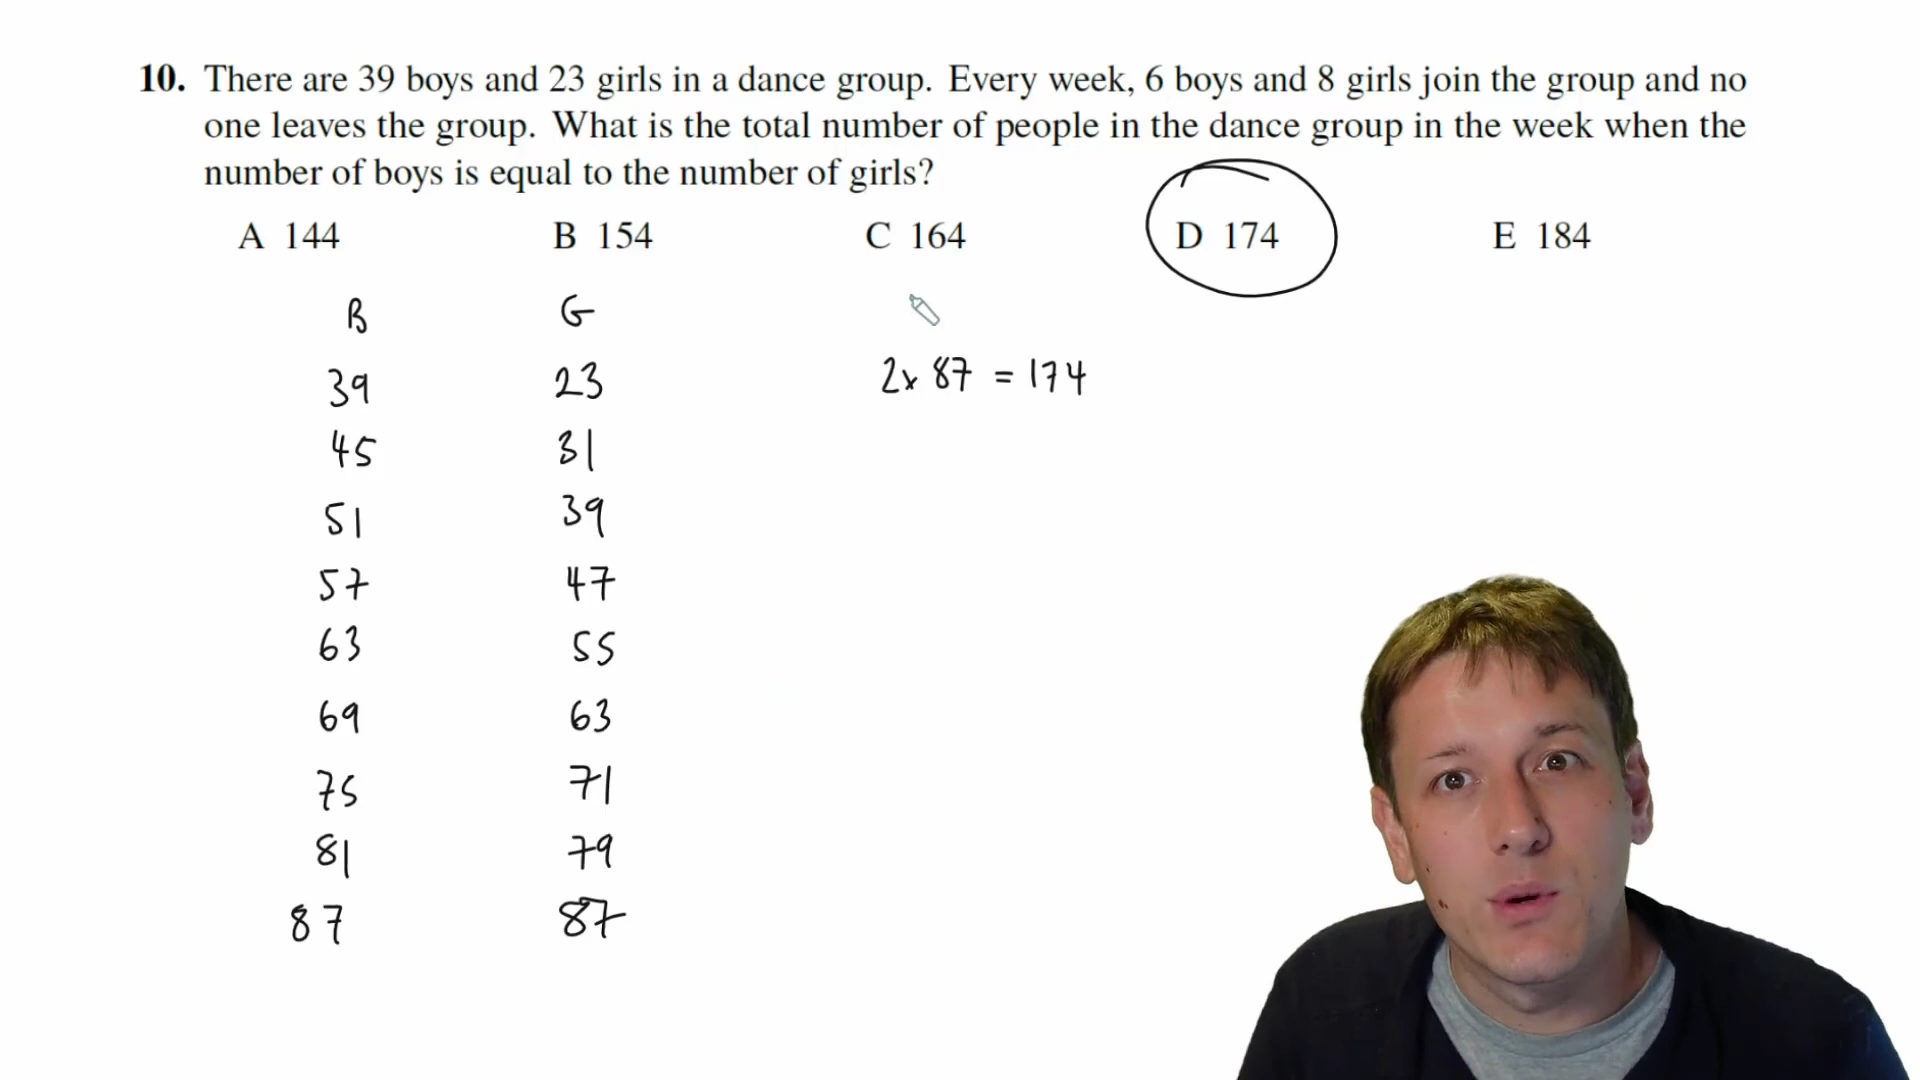 10. There are 39 boys and 23 girls in a dance group. Every week, 6 boys and 8 girls join the group and no
one leaves the group. What is the total number of people in the dance group in the week when the
number of boys is equal to the number of girls?
A 144 B 154 C 164 D 174 E 184
B G
39 23 2x 87 = 174
45 31
51 39
57 47
63 55
69 63
75 71
81 79
87 87